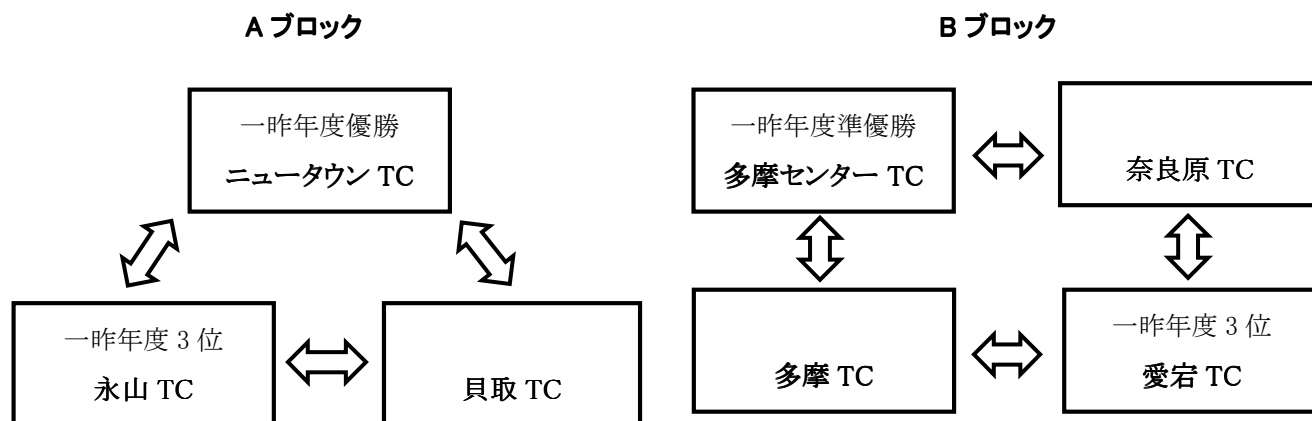 A ブロック
一昨年度優勝
ニュータウン TC
一昨年度 3 位
永山 TC
貝取 TC
B ブロック
一昨年度準優勝
多摩センター TC
奈良原 TC
多摩 TC
一昨年度 3 位
愛宕 TC